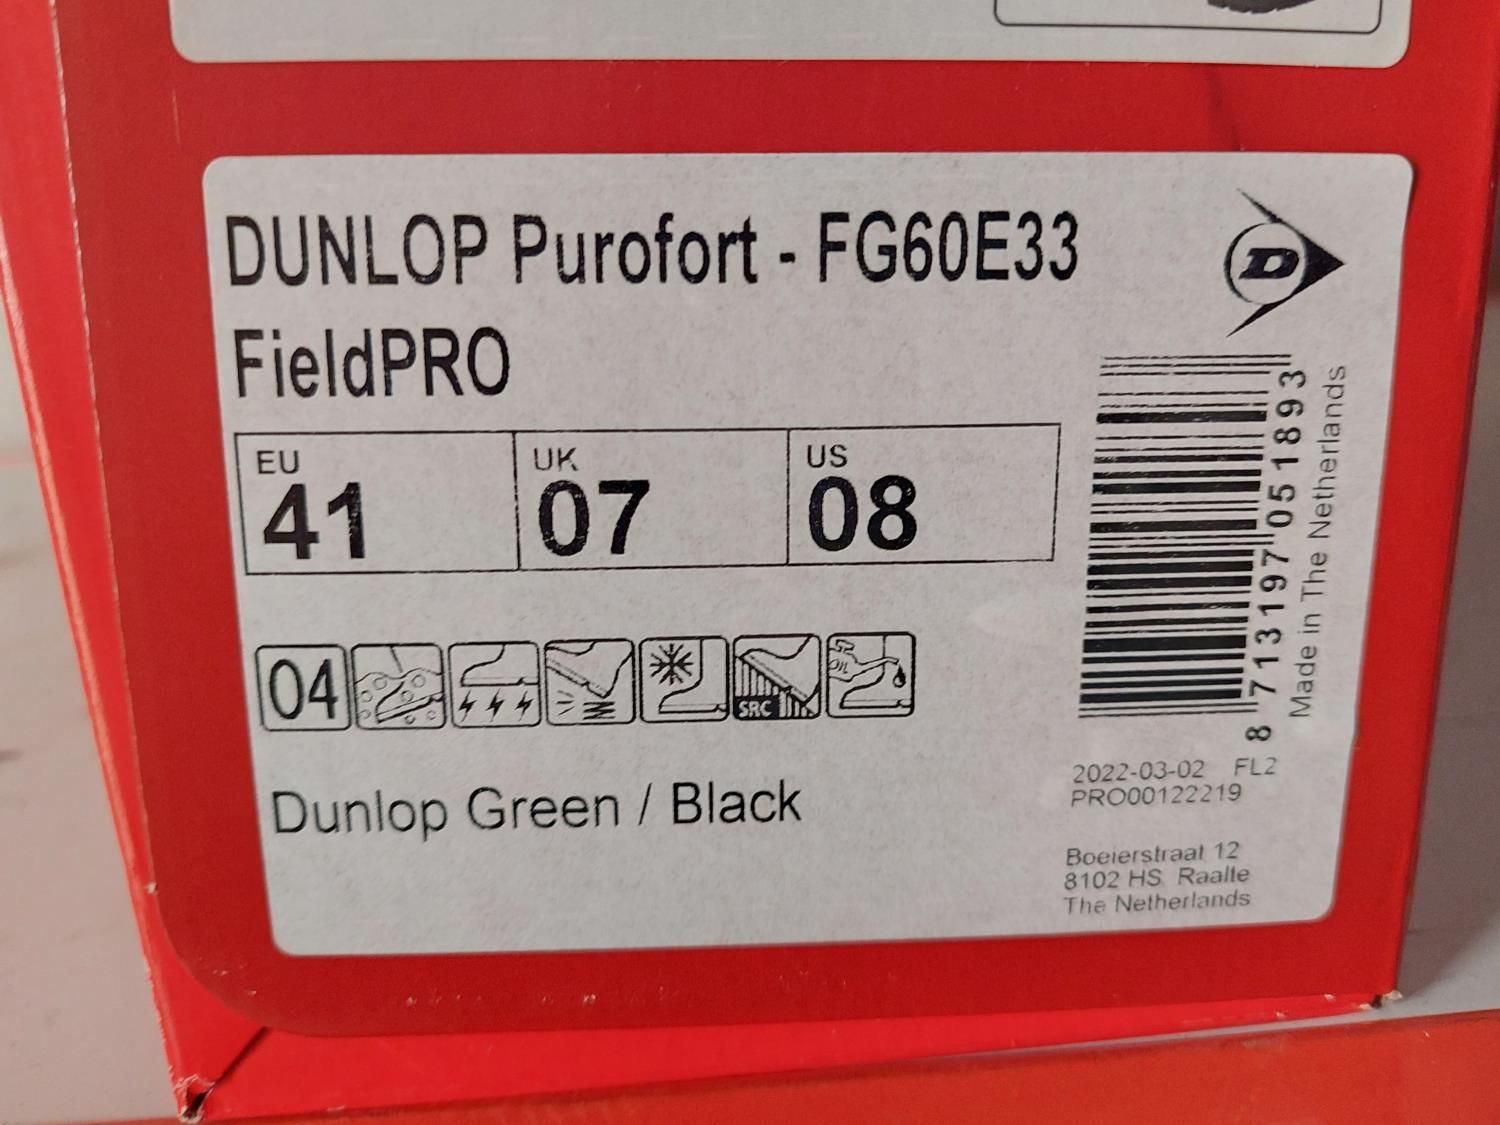 DUNLOP Purofort - FG60E33
FieldPRO
D
EU
41
UK
07
US
08
04
SRC
OIL
Dunlop Green / Black
8 713197 051893
Made in The Netherlands
2022-03-02 FL2
PRO00122219
Boeierstraat 12
8102 HS Raalte
The Netherlands